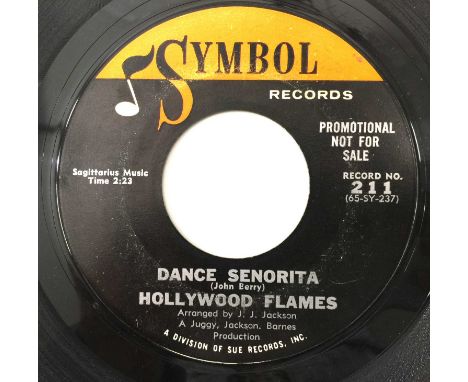 SYMBOL
RECORDS
PROMOTIONAL
NOT FOR
SALE
Sagittarius Music
Time 2:23
RECORD NO.
211
(65-SY-237)
DANCE SENORITA
(John Berry)
HOLLYWOOD FLAMES
Arranged by J. J. Jackson
A Juggy, Jackson. Barnes
Production
A DIVISION OF SUE RECORDS, INC.